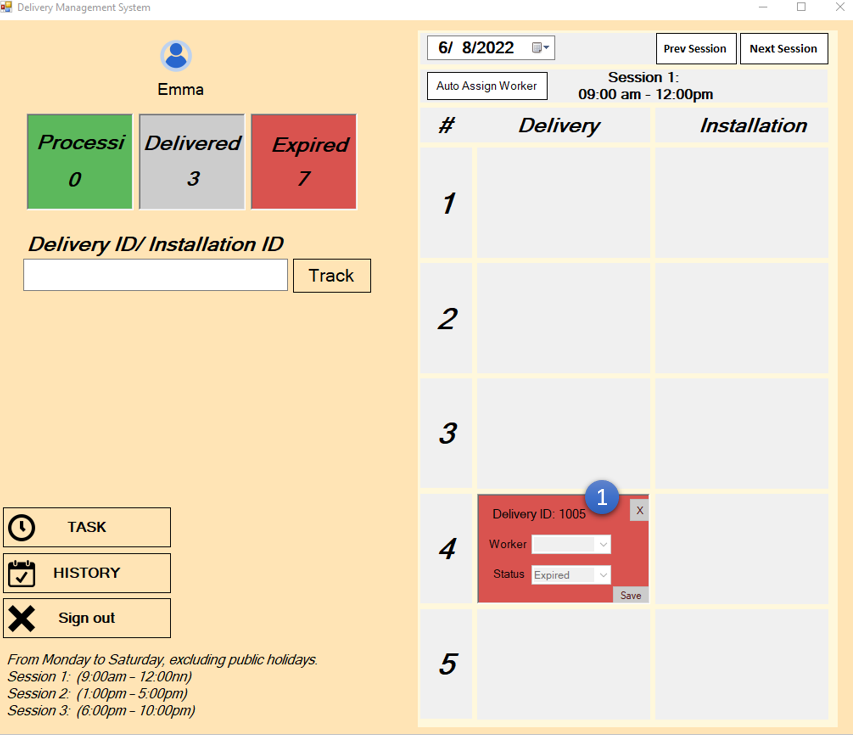 Delivery Management System
Emma
Processi
0
Delivered
3
Expired
7
Delivery ID/ Installation ID
Track
TASK
HISTORY
Sign out
From Monday to Saturday, excluding public holidays.
Session 1: (9:00am - 12:00nn)
Session 2: (1:00pm - 5:00pm)
Session 3: (6:00pm - 10:00pm)
6/ 8/2022
Prev Session
Next Session
Auto Assign Worker
Session 1:
09:00 am - 12:00pm
# Delivery Installation
1
2
3
4
1
Delivery ID: 1005
X
Worker
Status Expired
Save
5